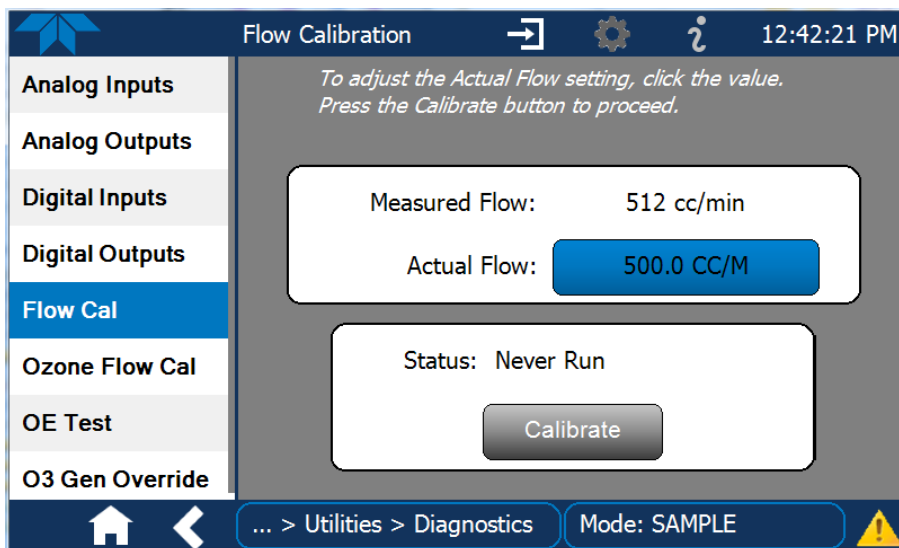 Flow Calibration
12:42:21 PM
Analog Inputs
Analog Outputs
Digital Inputs
Digital Outputs
Flow Cal
Ozone Flow Cal
OE Test
O3 Gen Override
To adjust the Actual Flow setting, click the value.
Press the Calibrate button to proceed.
Measured Flow: 512 cc/min
Actual Flow: 500.0 CC/M
Status: Never Run
Calibrate
... > Utilities > Diagnostics
Mode: SAMPLE